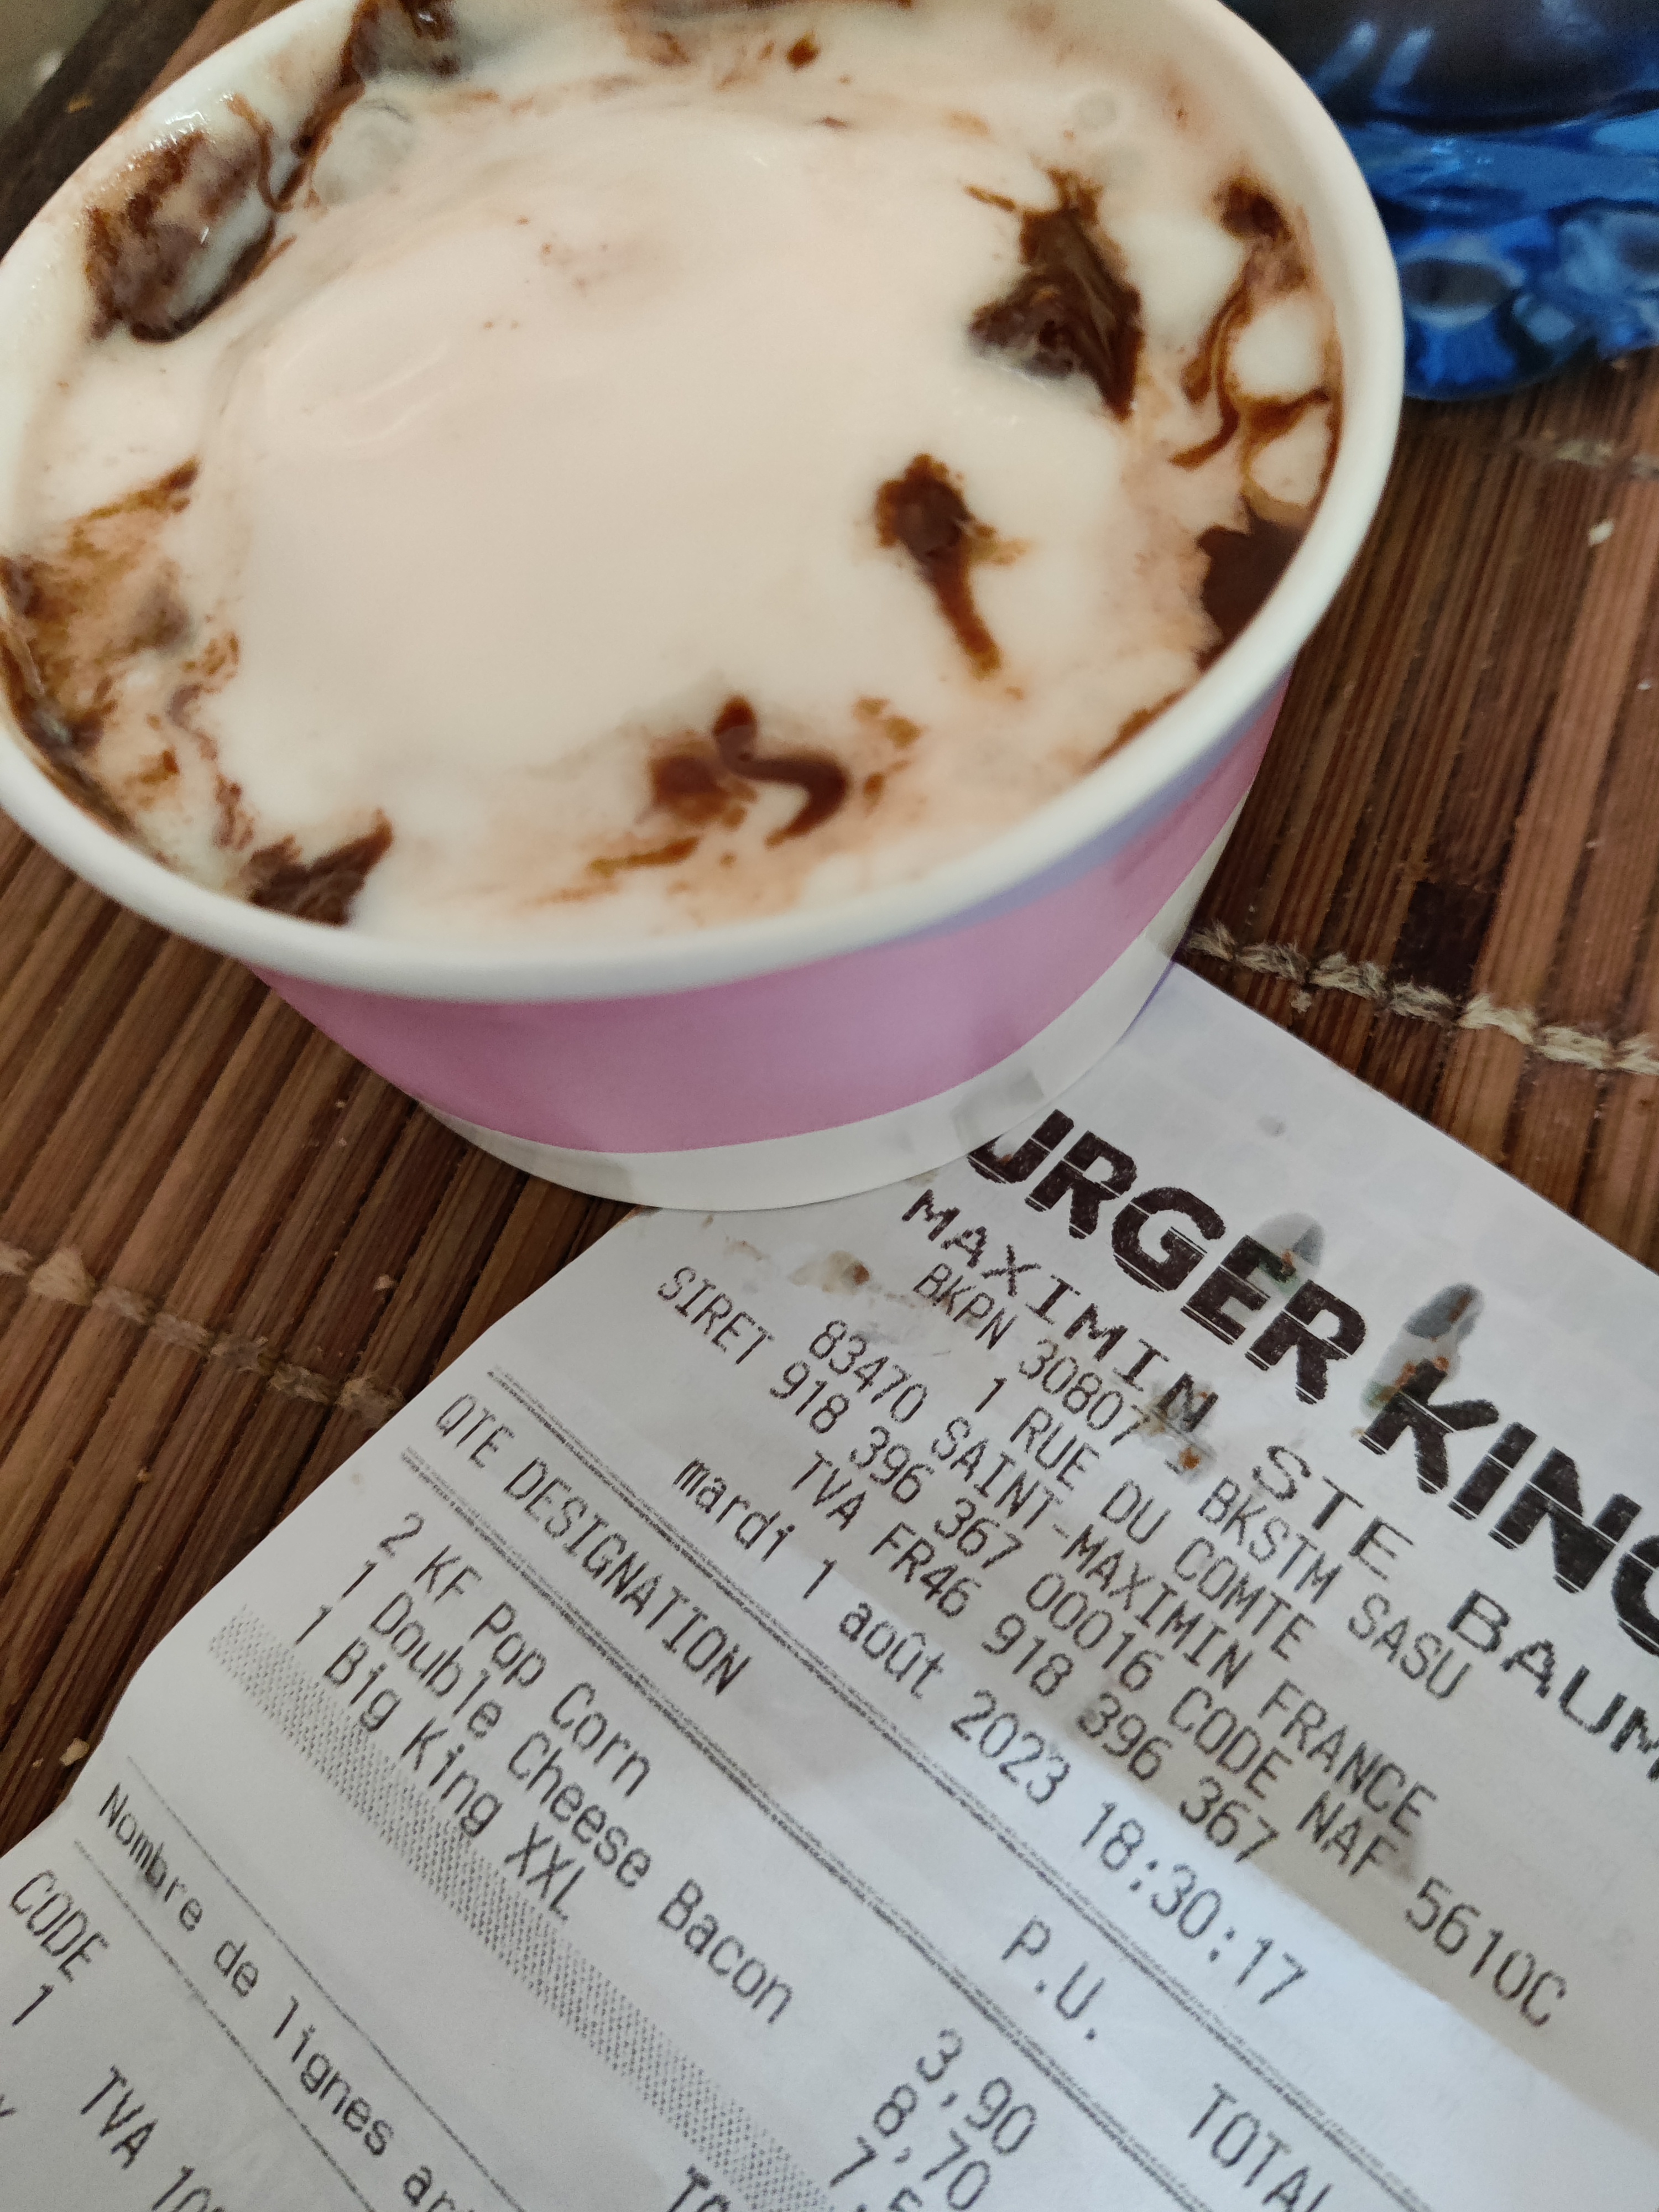 URGER KING
MAXIMIN STE BAUM
BKPN 30807 BKSTM SASU
1 RUE DU COMTE
83470 SAINT-MAXIMIN FRANCE
SIRET 918 396 367 00016 CODE NAF 5610C
TVA FR46 918 396 367
mardi 1 août 2023 18:30:17
QTE DESIGNATION P.U. TOTAL
2 KF Pop Corn 3,90
1 Double Cheese Bacon 8,70
1 Big King XXL
Nombre de lignes
CODE
1 TVA